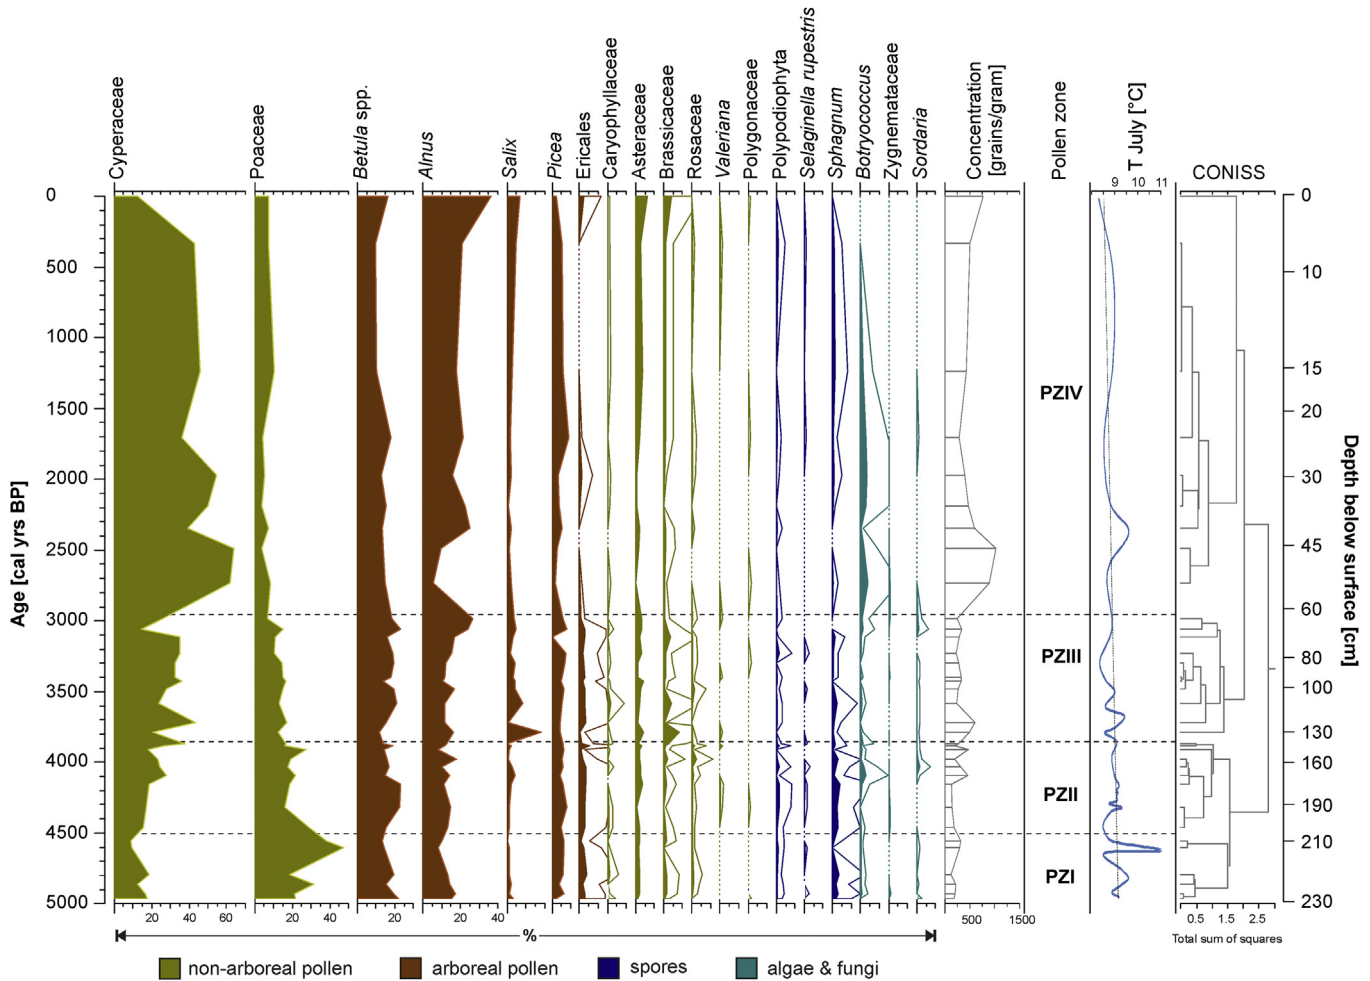 Cyperaceae
Poaceae
Betula spp.
Alnus
Salix
Picea
Ericales
Caryophyllaceae
Asteraceae
Brassicaceae
Rosaceae
Valeriana
Polygonaceae
Polypodiophyta
Selaginella rupestris
Sphagnum
Botryococcus
Zygnemataceae
Sordaria
Concentration
[grains/gram]
Pollen zone
T July [°C]
CONISS
9 10 11
Age [cal yrs BP]
0
500
1000
1500
2000
2500
3000
3500
4000
4500
5000
PZIV
PZIII
PZII
PZI
0
10
15
20
30
45
60
80
100
130
160
190
210
230
Depth below surface [cm]
20 40 60
20 40
20
20 40
500 1500
0.5 1.5 2.5
Total sum of squares
%
non-arboreal pollen
arboreal pollen
spores
algae & fungi